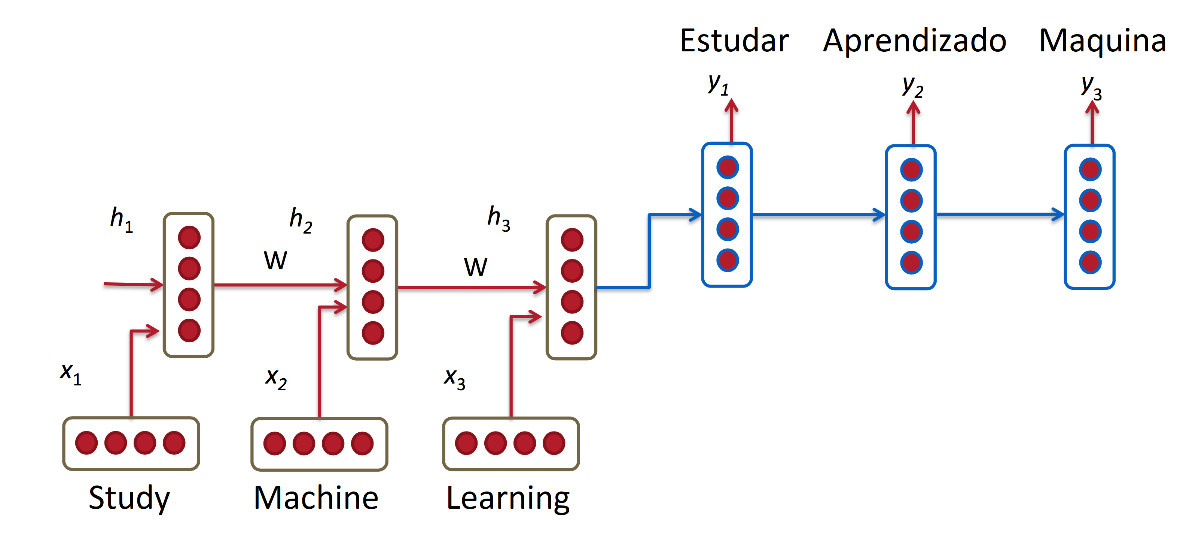 Estudar Aprendizado Maquina
y1 y2 y3
h1 h2 h3
W W
x1 x2 x3
Study Machine Learning